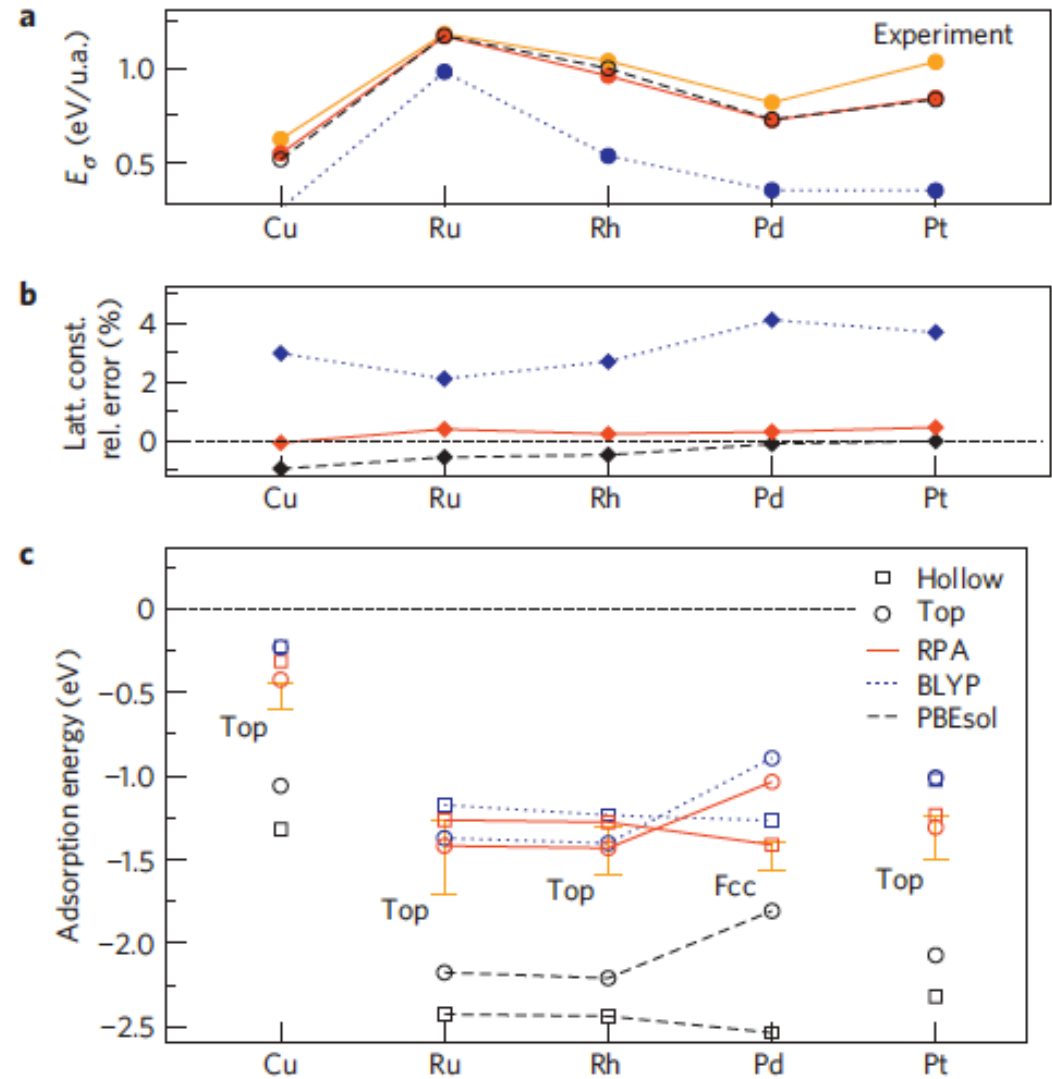 a
Experiment
E_σ (eV/u.a.)
1.0
0.5
Cu Ru Rh Pd Pt
b
Latt. const.
rel. error (%)
4
2
0
Cu Ru Rh Pd Pt
c
Adsorption energy (eV)
0
−0.5
−1.0
−1.5
−2.0
−2.5
Hollow
Top
RPA
BLYP
PBEsol
Top
Top
Top
Fcc
Top
Cu Ru Rh Pd Pt